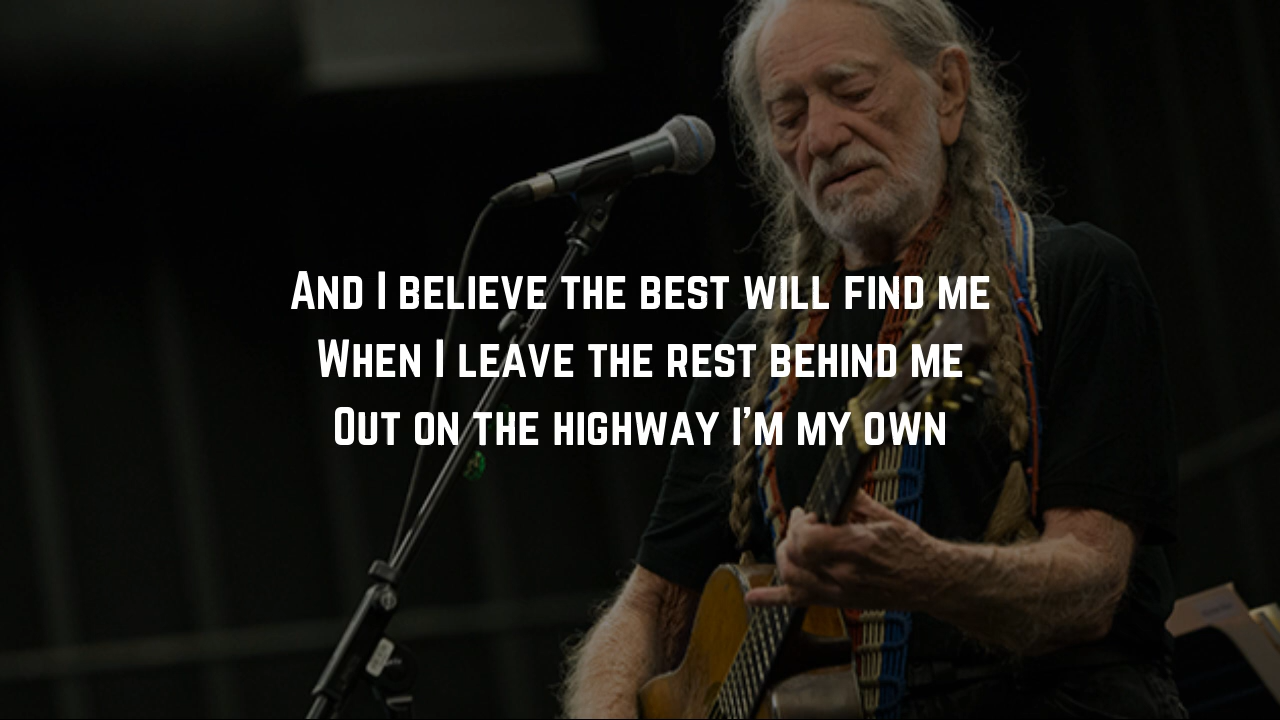 And I believe the best will find me
When I leave the rest behind me
Out on the highway I'm my own